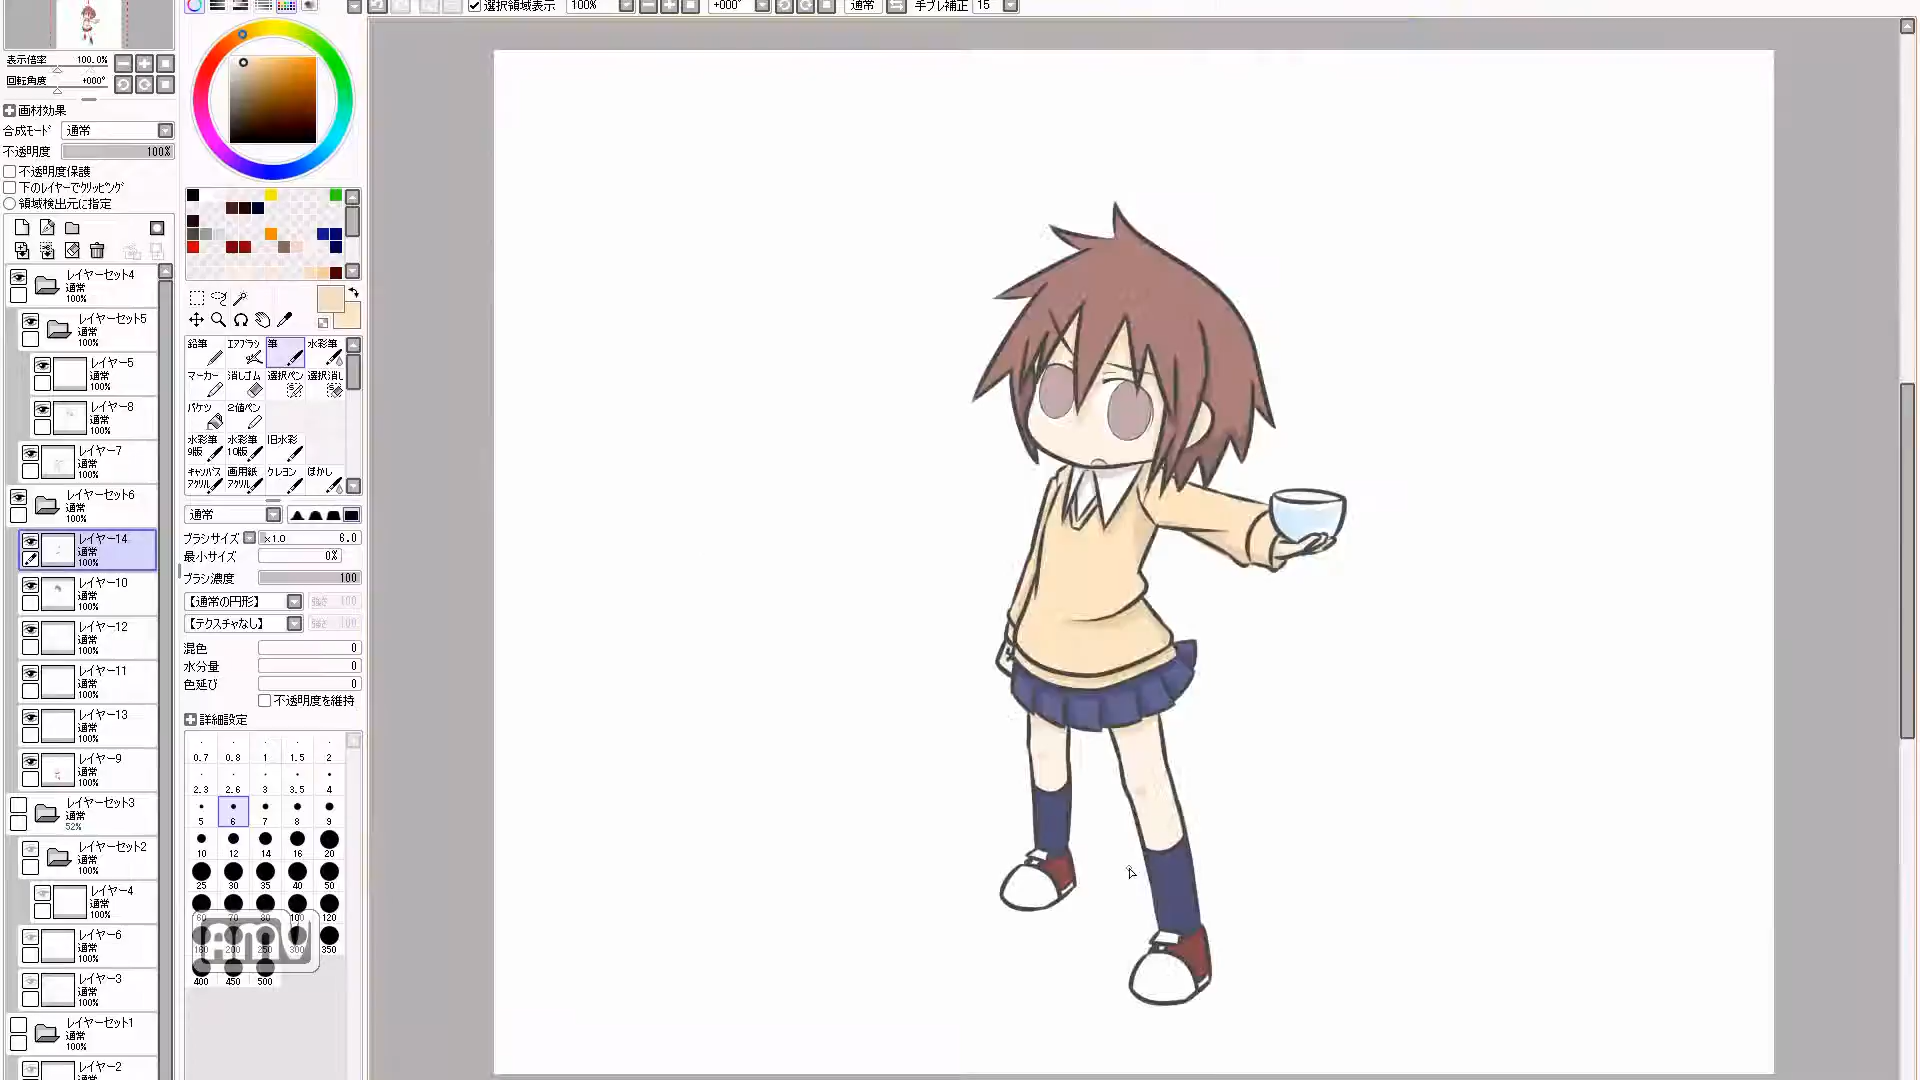 選択領域表示 100% +000° 通常 手ブレ補正 15
表示倍率 100.0%
回転角度 +000°
画材効果
合成モード 通常
不透明度 100%
不透明度保護
下のレイヤーでクリッピング
領域検出元に指定
レイヤーセット4
通常
100%
レイヤーセット5
通常
100%
レイヤー5
通常
100%
レイヤー8
通常
100%
レイヤー7
通常
100%
レイヤーセット6
通常
100%
レイヤー14
通常
100%
レイヤー10
通常
100%
レイヤー12
通常
100%
レイヤー11
通常
100%
レイヤー13
通常
100%
レイヤー9
通常
100%
レイヤーセット3
通常
52%
レイヤーセット2
通常
100%
レイヤー4
通常
100%
レイヤー6
通常
100%
レイヤー3
通常
100%
レイヤーセット1
通常
100%
レイヤー2
通常
鉛筆 エアブラシ 筆 水彩筆
マーカー 消しゴム 選択ペン 選択消し
バケツ 2値ペン
水彩筆 水彩筆 旧水彩
9版 10版
キャンバス 画用紙 クレヨン ぼかし
アクリル アクリル
通常
ブラシサイズ x1.0 6.0
最小サイズ 0%
ブラシ濃度 100
【通常の円形】 強さ 100
【テクスチャなし】 強さ 100
混色 0
水分量 0
色延び 0
不透明度を維持
詳細設定
0.7 0.8 1 1.5 2
2.3 2.6 3 3.5 4
5 6 7 8 9
10 12 14 16 20
25 30 35 40 50
60 70 80 100 120
160 200 250 300 350
400 450 500
AMV